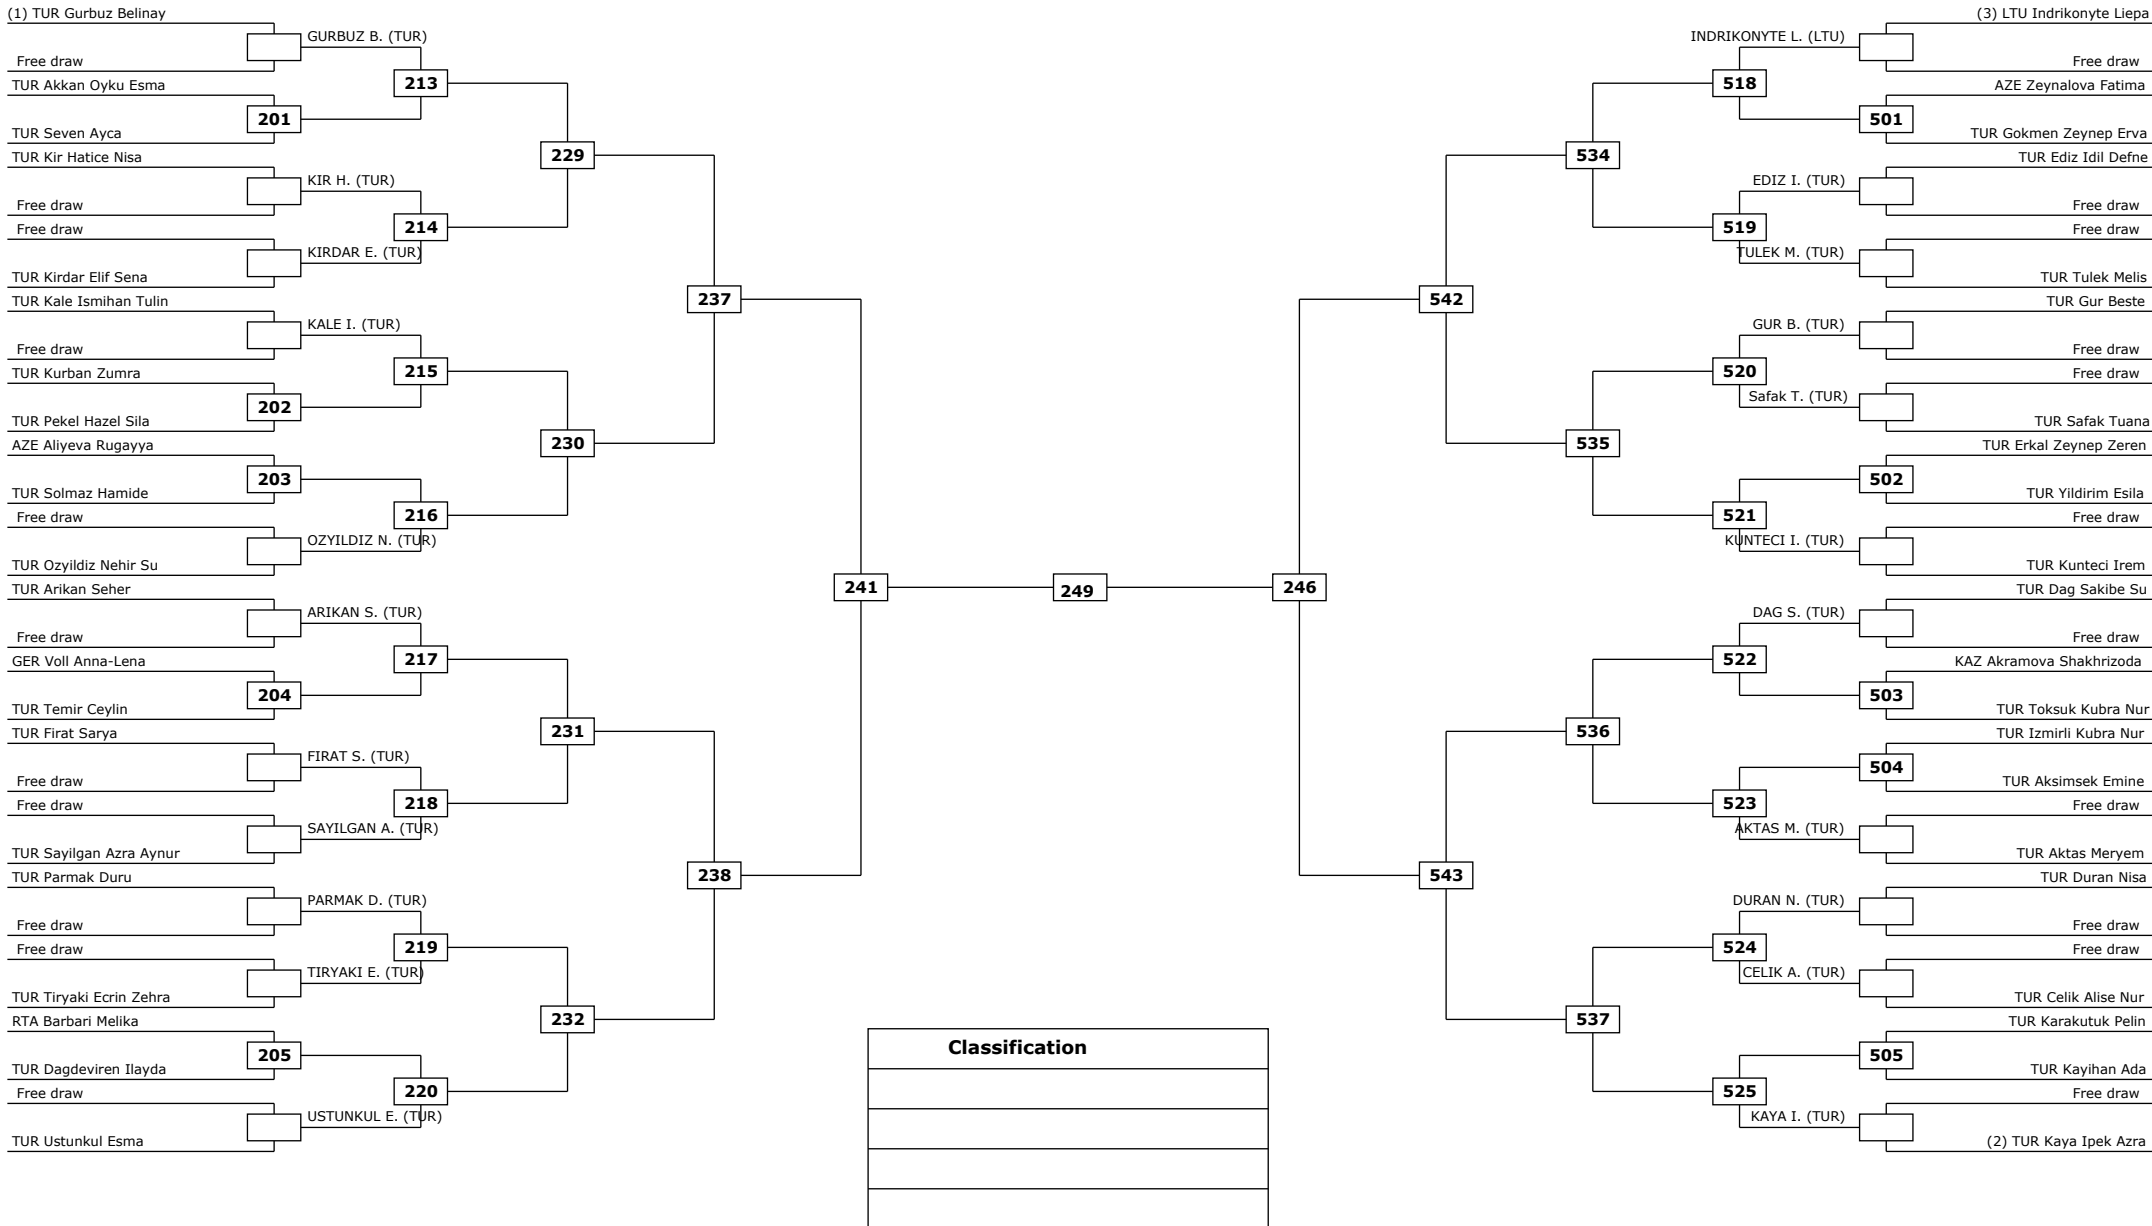 (1) TUR Gurbuz Belinay
GURBUZ B. (TUR)
Free draw
213
TUR Akkan Oyku Esma
201
TUR Seven Ayca
229
TUR Kir Hatice Nisa
KIR H. (TUR)
Free draw
214
Free draw
KIRDAR E. (TUR)
TUR Kirdar Elif Sena
237
TUR Kale Ismihan Tulin
KALE I. (TUR)
Free draw
215
TUR Kurban Zumra
202
TUR Pekel Hazel Sila
230
AZE Aliyeva Rugayya
203
TUR Solmaz Hamide
216
Free draw
OZYILDIZ N. (TUR)
TUR Ozyildiz Nehir Su
241
TUR Arikan Seher
ARIKAN S. (TUR)
Free draw
217
GER Voll Anna-Lena
204
TUR Temir Ceylin
231
TUR Firat Sarya
FIRAT S. (TUR)
Free draw
218
Free draw
SAYILGAN A. (TUR)
TUR Sayilgan Azra Aynur
238
TUR Parmak Duru
PARMAK D. (TUR)
Free draw
219
Free draw
TIRYAKI E. (TUR)
TUR Tiryaki Ecrin Zehra
232
RTA Barbari Melika
205
TUR Dagdeviren Ilayda
220
Free draw
USTUNKUL E. (TUR)
TUR Ustunkul Esma
249
246
(3) LTU Indrikonyte Liepa
INDRIKONYTE L. (LTU)
Free draw
518
AZE Zeynalova Fatima
501
TUR Gokmen Zeynep Erva
534
TUR Ediz Idil Defne
EDIZ I. (TUR)
Free draw
519
Free draw
TULEK M. (TUR)
TUR Tulek Melis
542
TUR Gur Beste
GUR B. (TUR)
Free draw
520
Free draw
Safak T. (TUR)
TUR Safak Tuana
535
TUR Erkal Zeynep Zeren
502
TUR Yildirim Esila
521
Free draw
KUNTECI I. (TUR)
TUR Kunteci Irem
TUR Dag Sakibe Su
DAG S. (TUR)
Free draw
522
KAZ Akramova Shakhrizoda
503
TUR Toksuk Kubra Nur
536
TUR Izmirli Kubra Nur
504
TUR Aksimsek Emine
523
Free draw
AKTAS M. (TUR)
TUR Aktas Meryem
543
TUR Duran Nisa
DURAN N. (TUR)
Free draw
524
Free draw
CELIK A. (TUR)
TUR Celik Alise Nur
537
TUR Karakutuk Pelin
505
TUR Kayihan Ada
525
Free draw
KAYA I. (TUR)
(2) TUR Kaya Ipek Azra
Classification